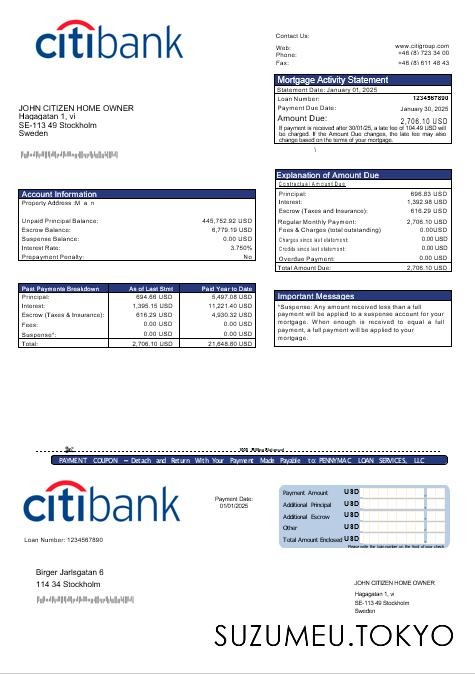 citibank
Contact Us:
Web: www.citigroup.com
Phone: +46 (8) 723 34 00
Fax: +46 (8) 611 48 43
Mortgage Activity Statement
Statement Date: January 01, 2025
Loan Number: 1234567890
Payment Due Date: January 30, 2025
Amount Due: 2,706.10 USD
If payment is received after 30/01/25, a late fee of 104.49 USD will
be charged. If the Amount Due changes, the late fee may also
change based on the terms of your mortgage.
JOHN CITIZEN HOME OWNER
Hagagatan 1, vi
SE-113 49 Stockholm
Sweden
Account Information
Property Address :M a n
Unpaid Principal Balance: 445,752.92 USD
Escrow Balance: 6,779.19 USD
Suspense Balance: 0.00 USD
Interest Rate: 3.750%
Prepayment Penalty: No
Explanation of Amount Due
Contractual Amount Due
Principal: 696.83 USD
Interest: 1,392.98 USD
Escrow (Taxes and Insurance): 616.29 USD
Regular Monthly Payment: 2,706.10 USD
Fees & Charges (total outstanding) 0.00USD
Charges since last statement: 0.00 USD
Credits since last statement: 0.00 USD
Overdue Payment: 0.00 USD
Total Amount Due: 2,706.10 USD
Past Payments Breakdown As of Last Stmt Paid Year to Date
Principal: 694.66 USD 5,497.08 USD
Interest: 1,395.15 USD 11,221.40 USD
Escrow (Taxes & Insurance): 616.29 USD 4,930.32 USD
Fees: 0.00 USD 0.00 USD
Suspense*: 0.00 USD 0.00 USD
Total: 2,706.10 USD 21,648.80 USD
Important Messages
*Suspense: Any amount received less than a full
payment will be applied to a suspense account for your
mortgage. When enough is received to equal a full
payment, a full payment will be applied to your
mortgage.
PAYMENT COUPON – Detach and Return With Your Payment Made Payable to: PENNYMAC LOAN SERVICES, LLC
citibank
Payment Date:
01/01/2025
Payment Amount USD
Additional Principal USD
Additional Escrow USD
Other USD
Total Amount Enclosed USD
Please write the loan number on the front of your check.
Loan Number: 1234567890
Birger Jarlsgatan 6
114 34 Stockholm
JOHN CITIZEN HOME OWNER
Hagagatan 1, vi
SE-113 49 Stockholm
Sweden
SUZUMEU.TOKYO